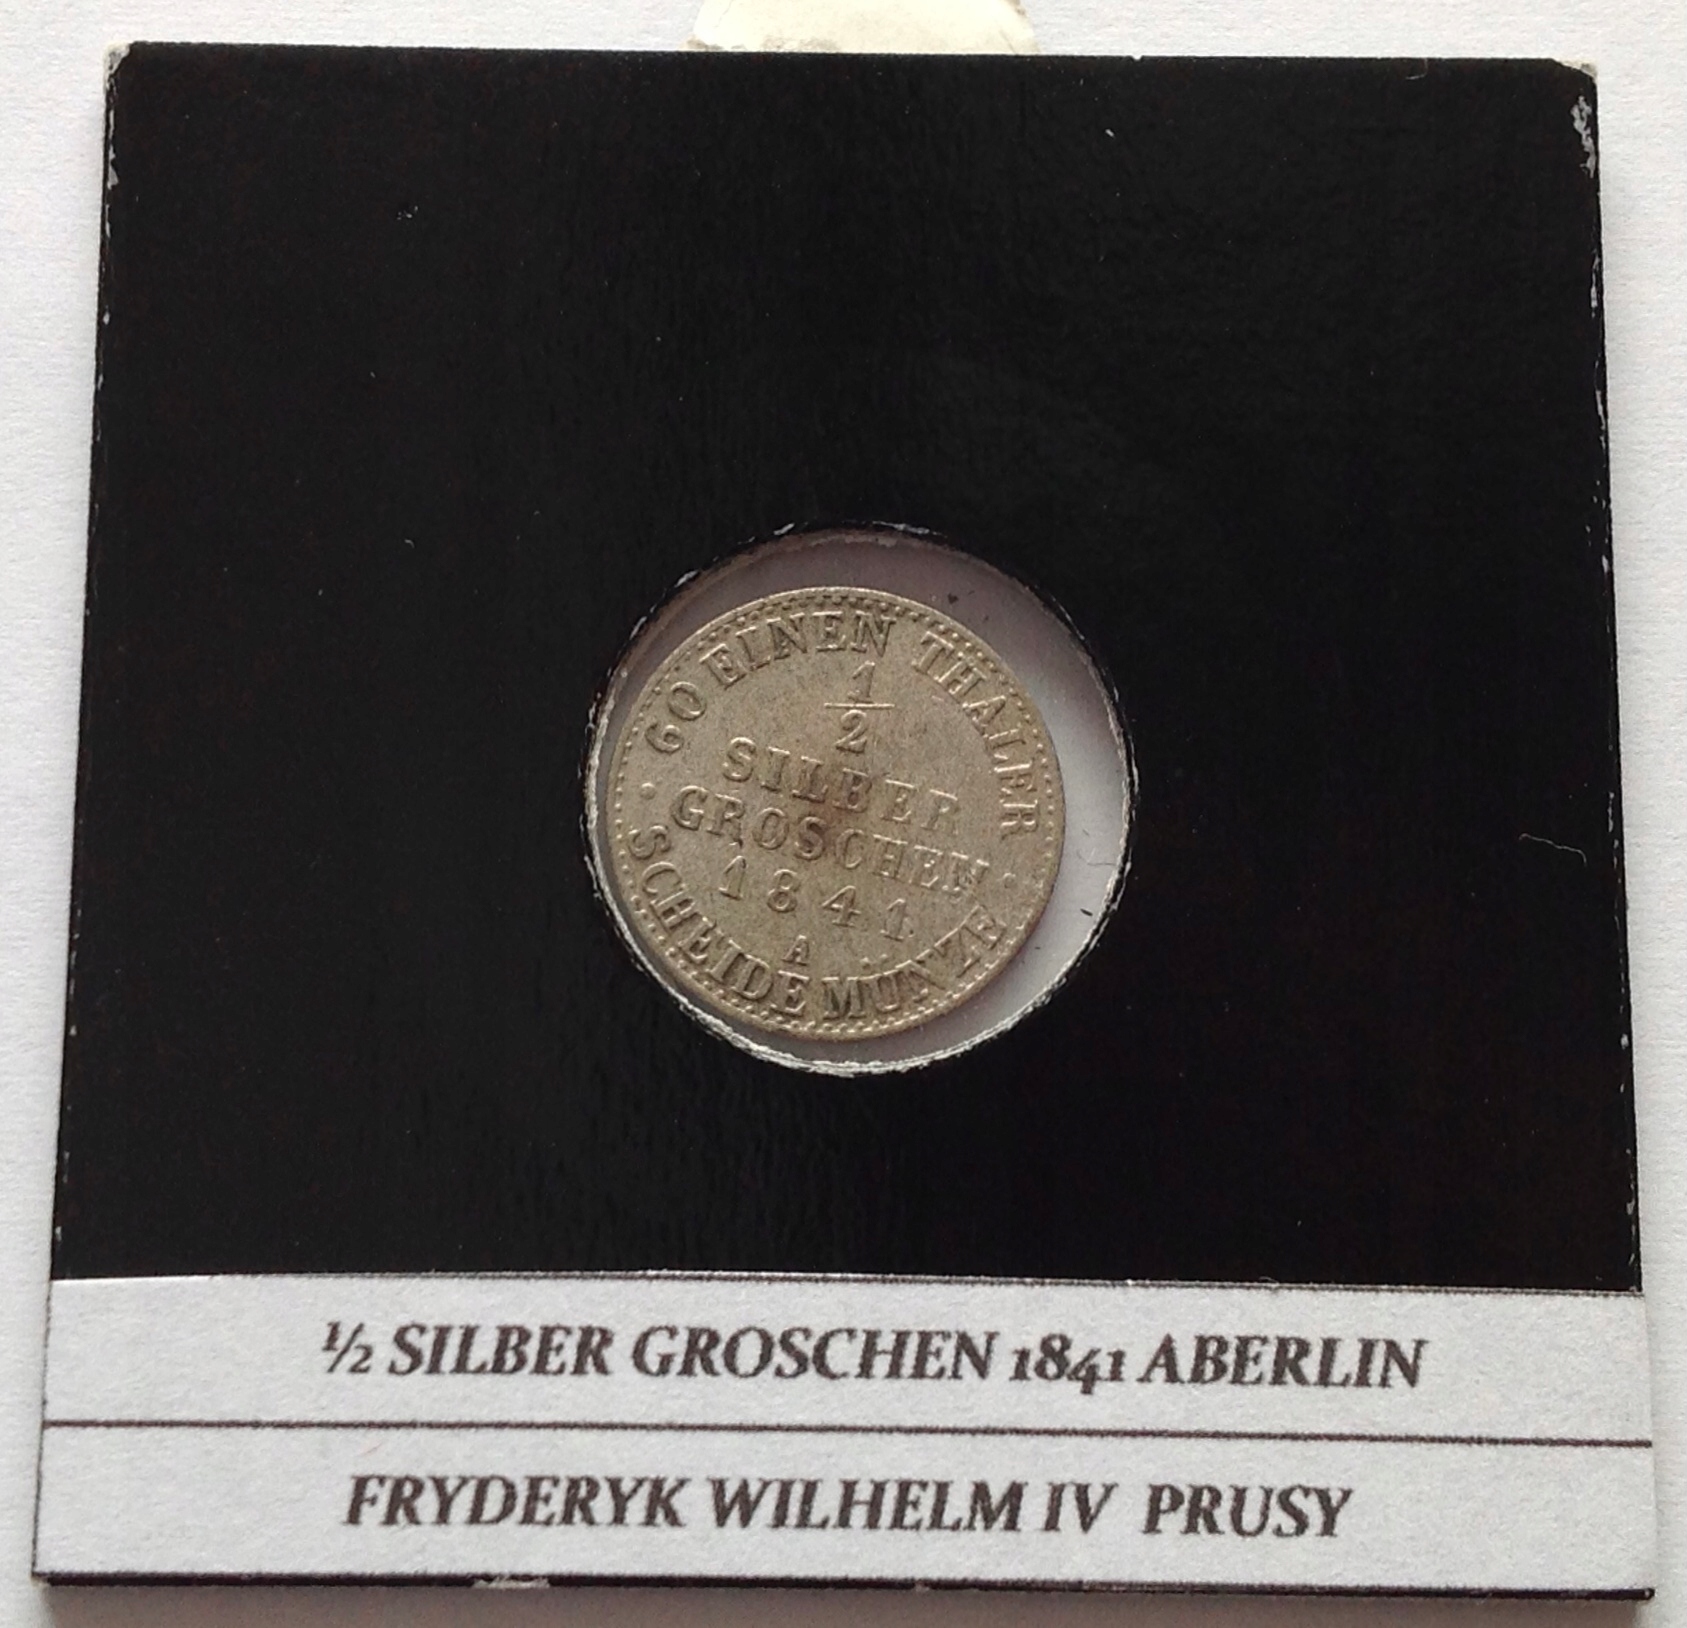 60 EINEN THALER
1/2
SILBER
GROSCHEN
1841
A
SCHEIDE MÜNZE
½ SILBER GROSCHEN 1841 ABERLIN
FRYDERYK WILHELM IV PRUSY